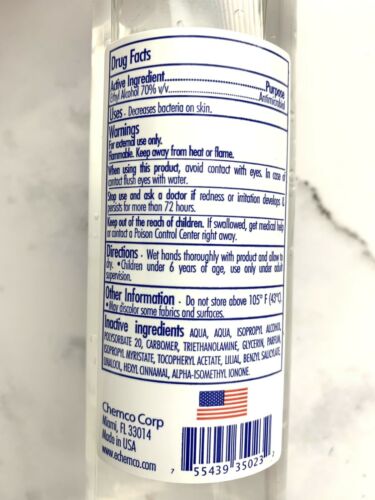 Drug Facts
Active Ingredient Purpose
Ethyl Alcohol 70% v/v Antimicrobial
Uses - Decreases bacteria on skin.
Warnings
For external use only.
Flammable. Keep away from heat or flame.
When using this product, avoid contact with eyes. In case of
contact flush eyes with water.
Stop use and ask a doctor if redness or irritation develops &
persists for more than 72 hours.
Keep out of the reach of children. If swallowed, get medical help
or contact a Poison Control Center right away.
Directions - Wet hands thoroughly with product and allow to
dry. • Children under 6 years of age, use only under adult
supervision.
Other Information - Do not store above 105° F (43°C).
•May discolor some fabrics and surfaces.
Inactive ingredients AQUA, AQUA, ISOPROPYL ALCOHOL,
POLYSORBATE 20, CARBOMER, TRIETHANOLAMINE, GLYCERIN, PARFUM,
ISOPROPYL MYRISTATE, TOCOPHERYL ACETATE, LILIAL, BENZYL SALICYLATE,
LINALOOL, HEXYL CINNAMAL, ALPHA-ISOMETHYL IONONE.
Chemco Corp
Miami, Fl 33014
Made in USA
www.echemco.com
7 55439 35023 7